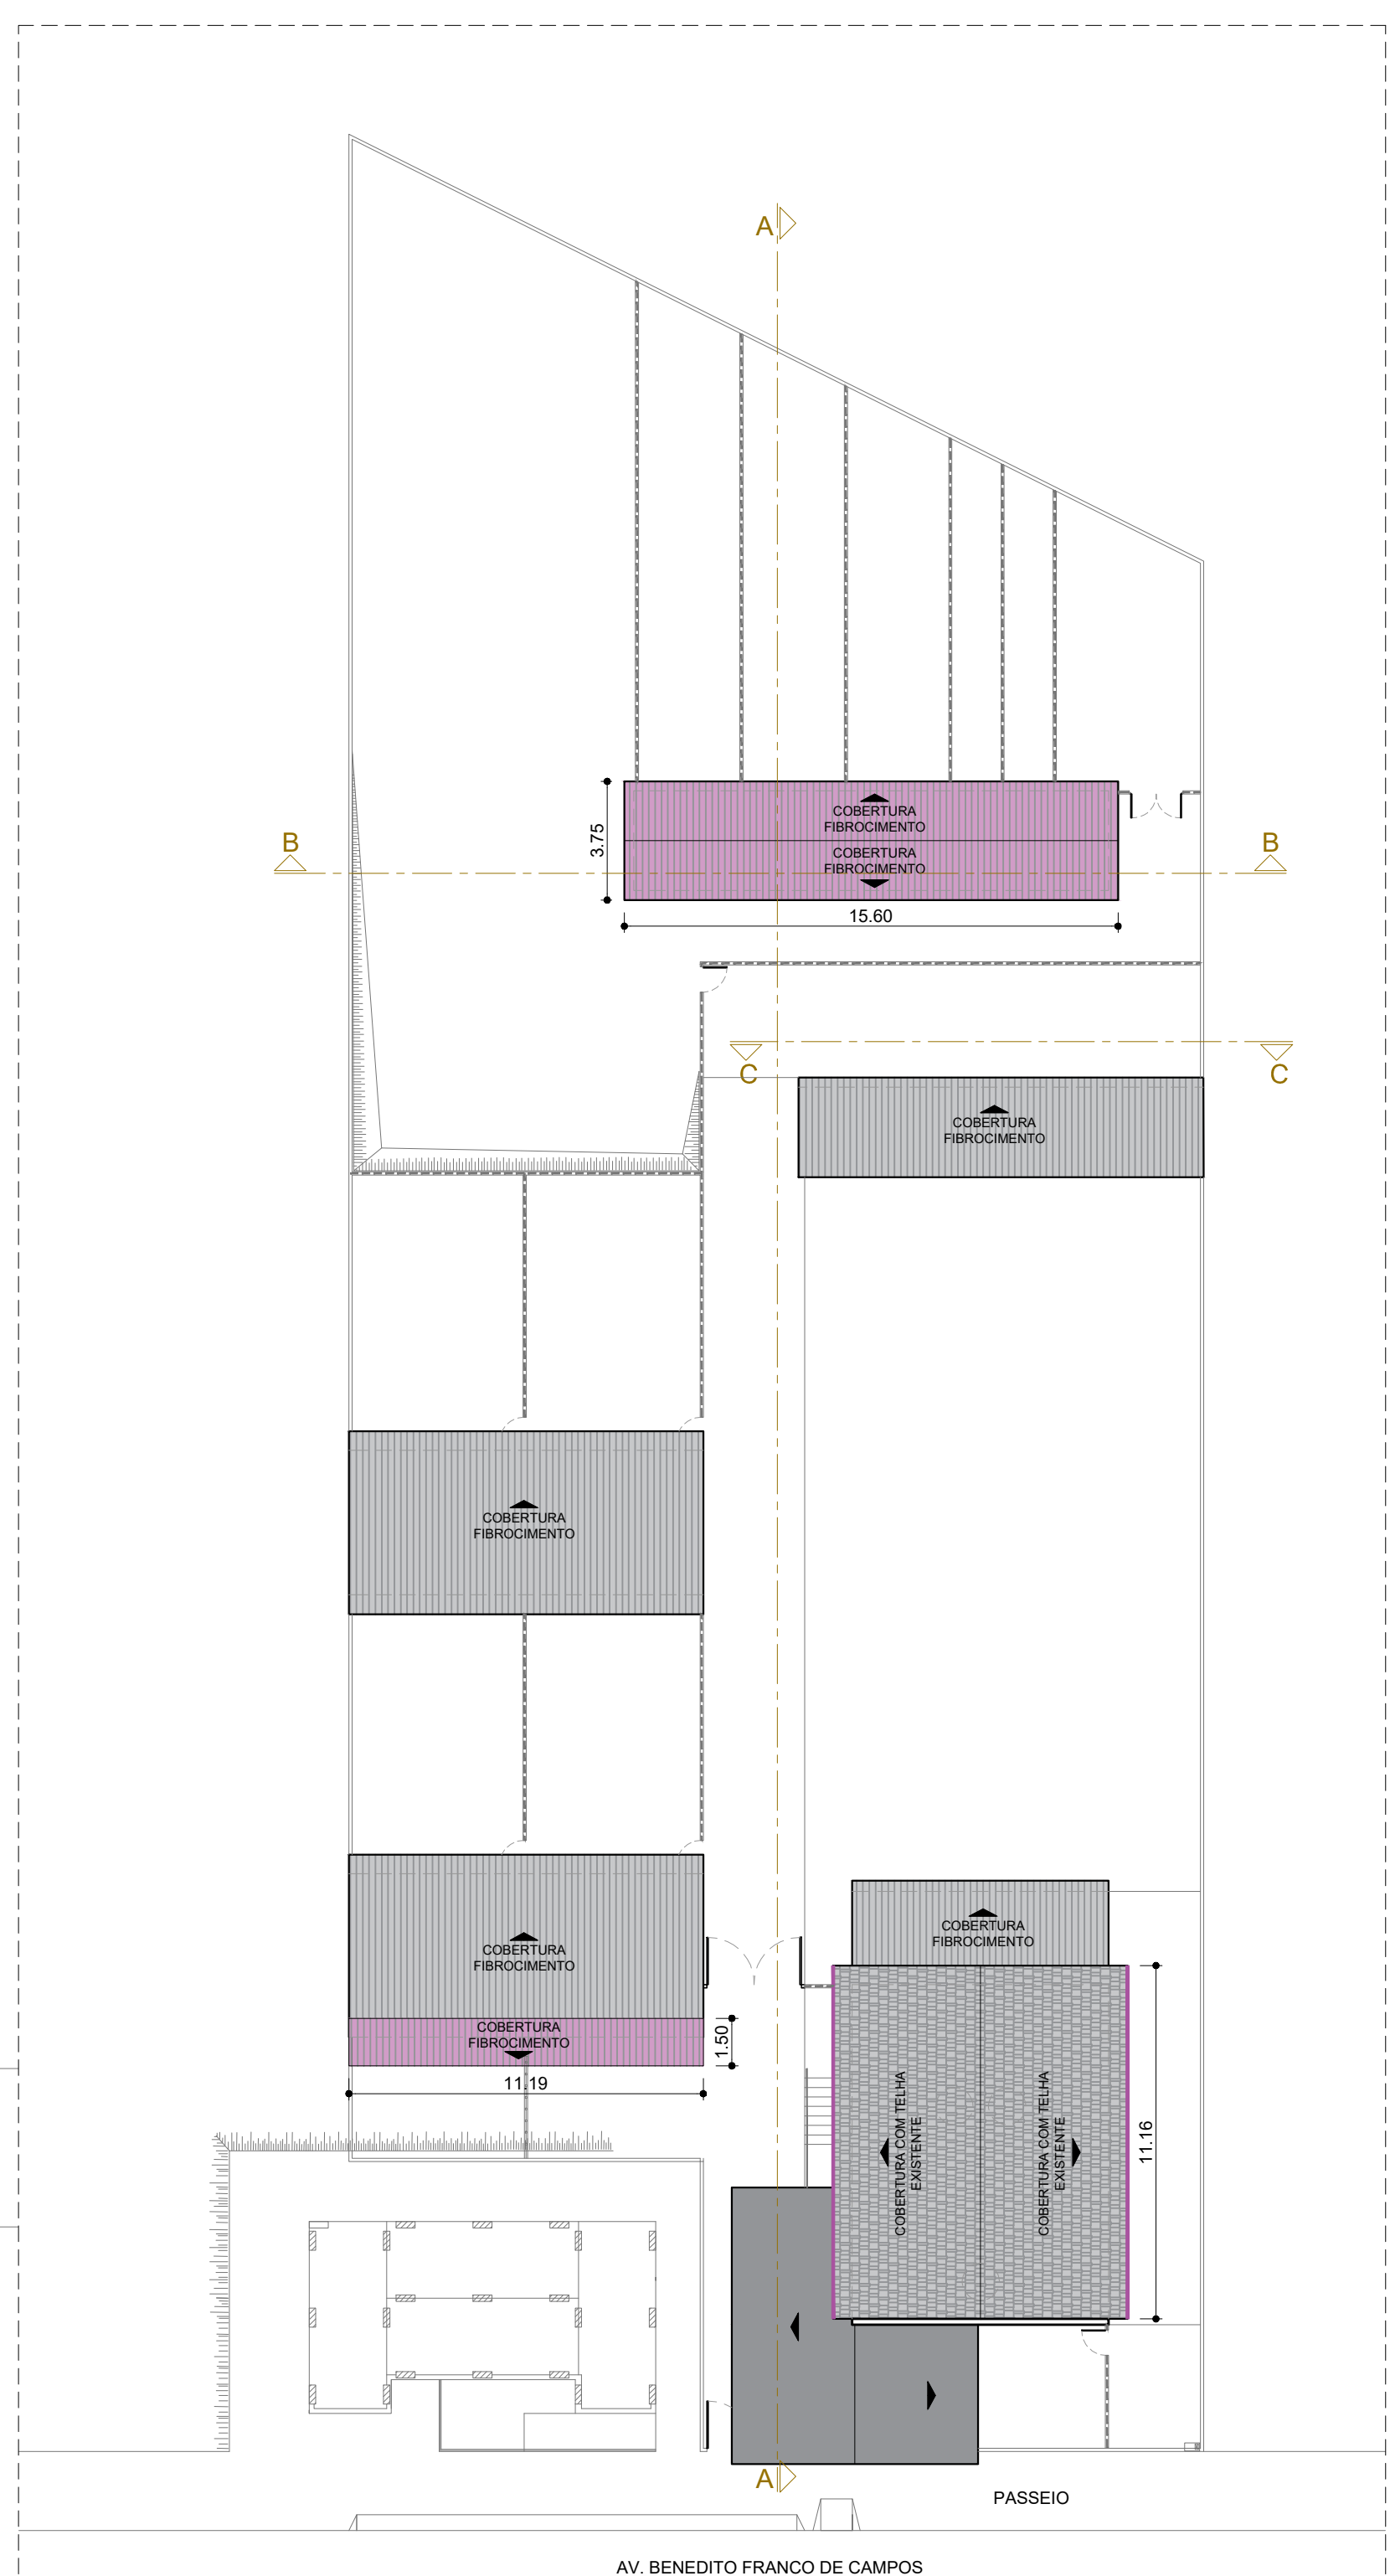 A
COBERTURA
FIBROCIMENTO
COBERTURA
FIBROCIMENTO
3.75
B
B
15.60
C
C
COBERTURA
FIBROCIMENTO
COBERTURA
FIBROCIMENTO
COBERTURA
FIBROCIMENTO
COBERTURA
FIBROCIMENTO
COBERTURA
FIBROCIMENTO
1.50
11.19
COBERTURA COM TELHA
EXISTENTE
COBERTURA COM TELHA
EXISTENTE
11.16
A
PASSEIO
AV. BENEDITO FRANCO DE CAMPOS